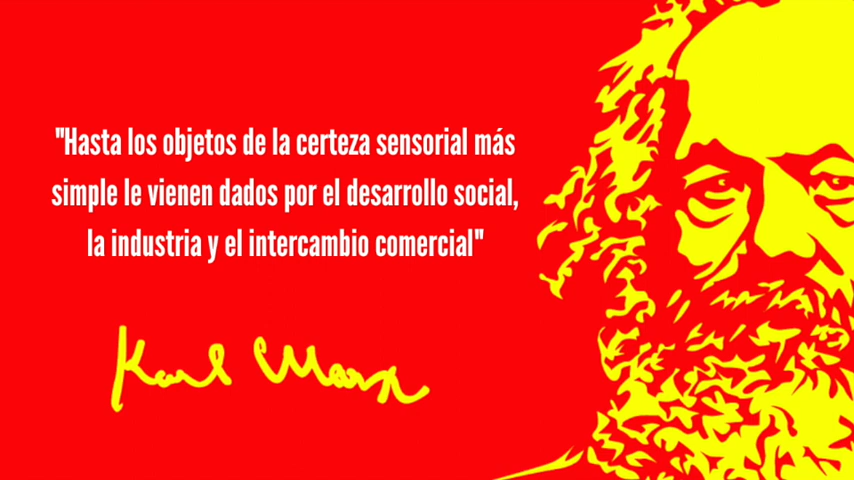 "Hasta los objetos de la certeza sensorial más
simple le vienen dados por el desarrollo social,
la industria y el intercambio comercial"
Karl Marx